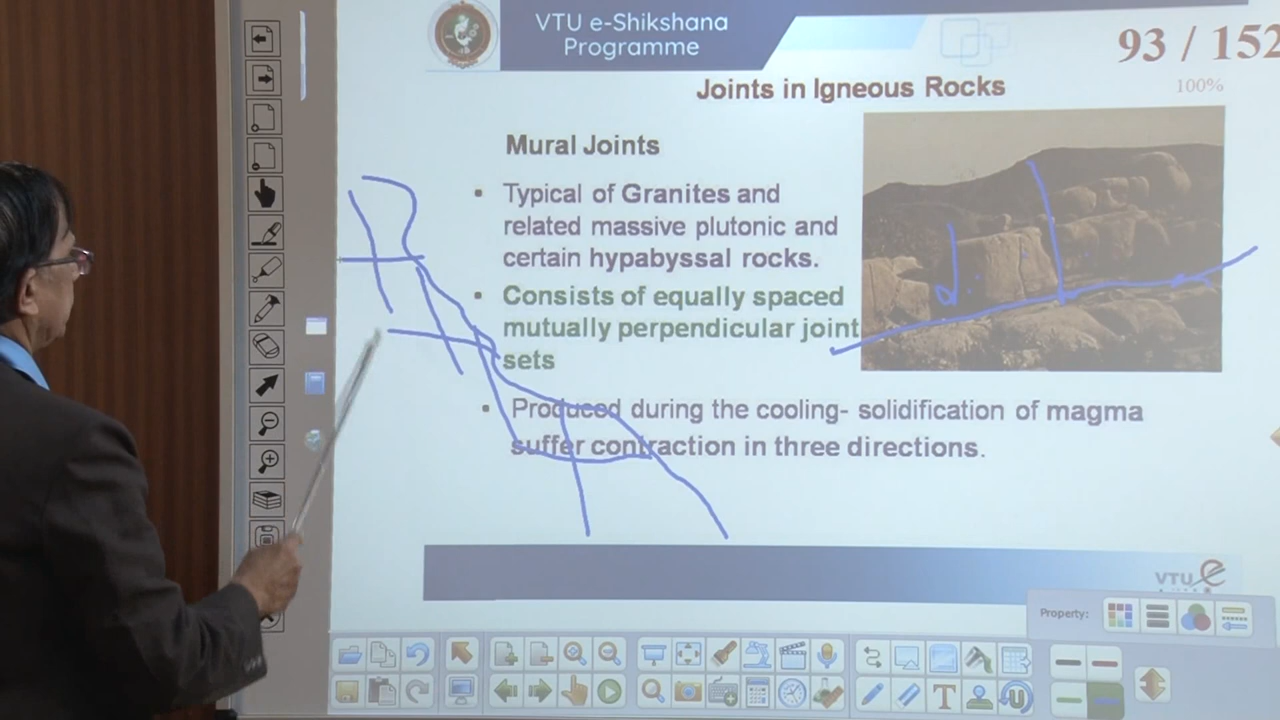 VTU e-Shikshana
Programme
93 / 152
Joints in Igneous Rocks
100%
Mural Joints
▪ Typical of Granites and
related massive plutonic and
certain hypabyssal rocks.
▪ Consists of equally spaced
mutually perpendicular joint
sets
▪ Produced during the cooling- solidification of magma
suffer contraction in three directions.
VTU e
Property: